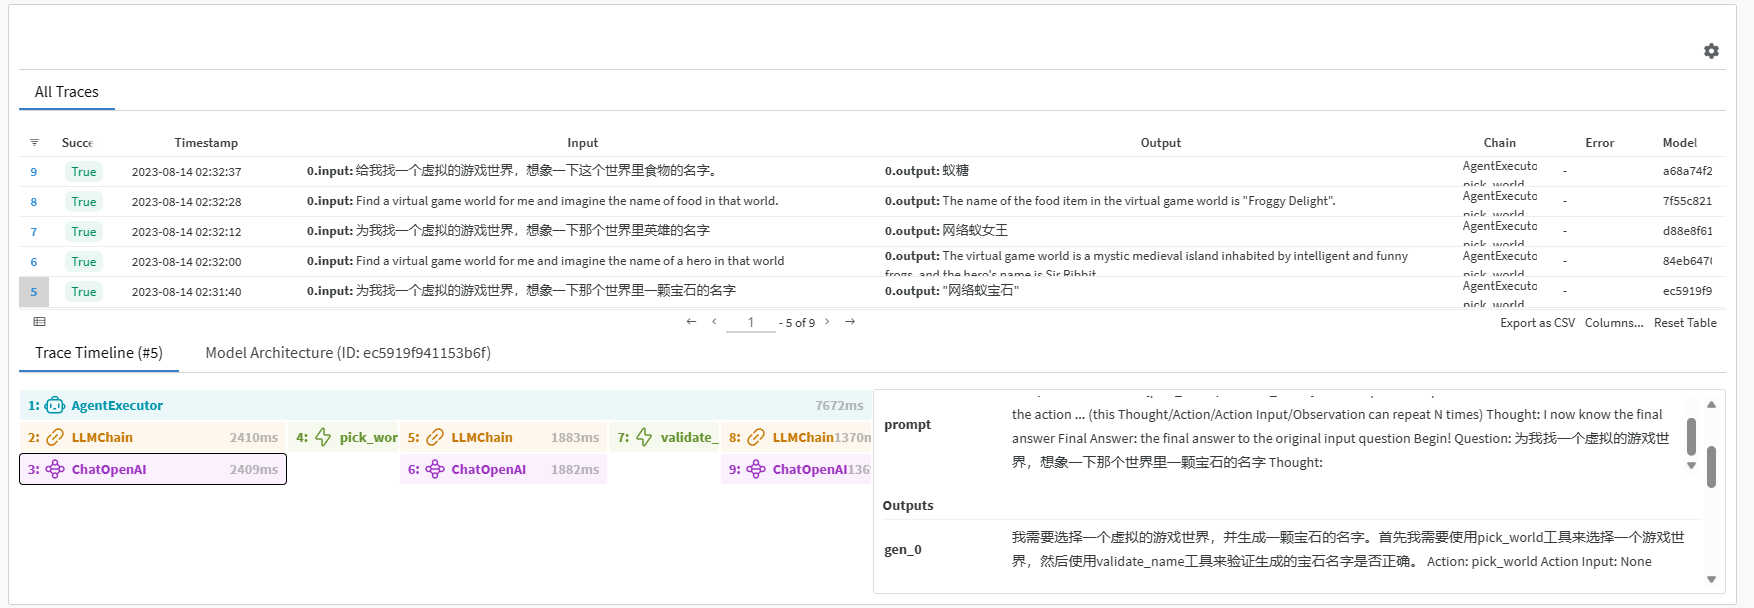 All Traces
Succe Timestamp Input Output Chain Error Model
9 True 2023-08-14 02:32:37 0.input: 给我找一个虚拟的游戏世界，想象一下这个世界里食物的名字。 0.output: 蚁糖 AgentExecuto pick_world - a68a74f2
8 True 2023-08-14 02:32:28 0.input: Find a virtual game world for me and imagine the name of food in that world. 0.output: The name of the food item in the virtual game world is "Froggy Delight". AgentExecuto pick_world - 7f55c821
7 True 2023-08-14 02:32:12 0.input: 为我找一个虚拟的游戏世界，想象一下那个世界里英雄的名字 0.output: 网络蚁女王 AgentExecuto pick_world - d88e8f61
6 True 2023-08-14 02:32:00 0.input: Find a virtual game world for me and imagine the name of a hero in that world 0.output: The virtual game world is a mystic medieval island inhabited by intelligent and funny
frogs, and the hero's name is Sir Ribbit AgentExecuto pick_world - 84eb647(
5 True 2023-08-14 02:31:40 0.input: 为我找一个虚拟的游戏世界，想象一下那个世界里一颗宝石的名字 0.output: "网络蚁宝石" AgentExecuto pick_world - ec5919f9
← ‹ 1 - 5 of 9 › → Export as CSV Columns... Reset Table
Trace Timeline (#5) Model Architecture (ID: ec5919f941153b6f)
1: AgentExecutor 7672ms
2: LLMChain 2410ms 4: pick_wor 5: LLMChain 1883ms 7: validate_ 8: LLMChain 1370n
3: ChatOpenAI 2409ms 6: ChatOpenAI 1882ms 9: ChatOpenAI 136
prompt
the action ... (this Thought/Action/Action Input/Observation can repeat N times) Thought: I now know the final
answer Final Answer: the final answer to the original input question Begin! Question: 为我找一个虚拟的游戏世
界，想象一下那个世界里一颗宝石的名字 Thought:
Outputs
gen_0
我需要选择一个虚拟的游戏世界，并生成一颗宝石的名字。首先我需要使用pick_world工具来选择一个游戏世
界，然后使用validate_name工具来验证生成的宝石名字是否正确。 Action: pick_world Action Input: None